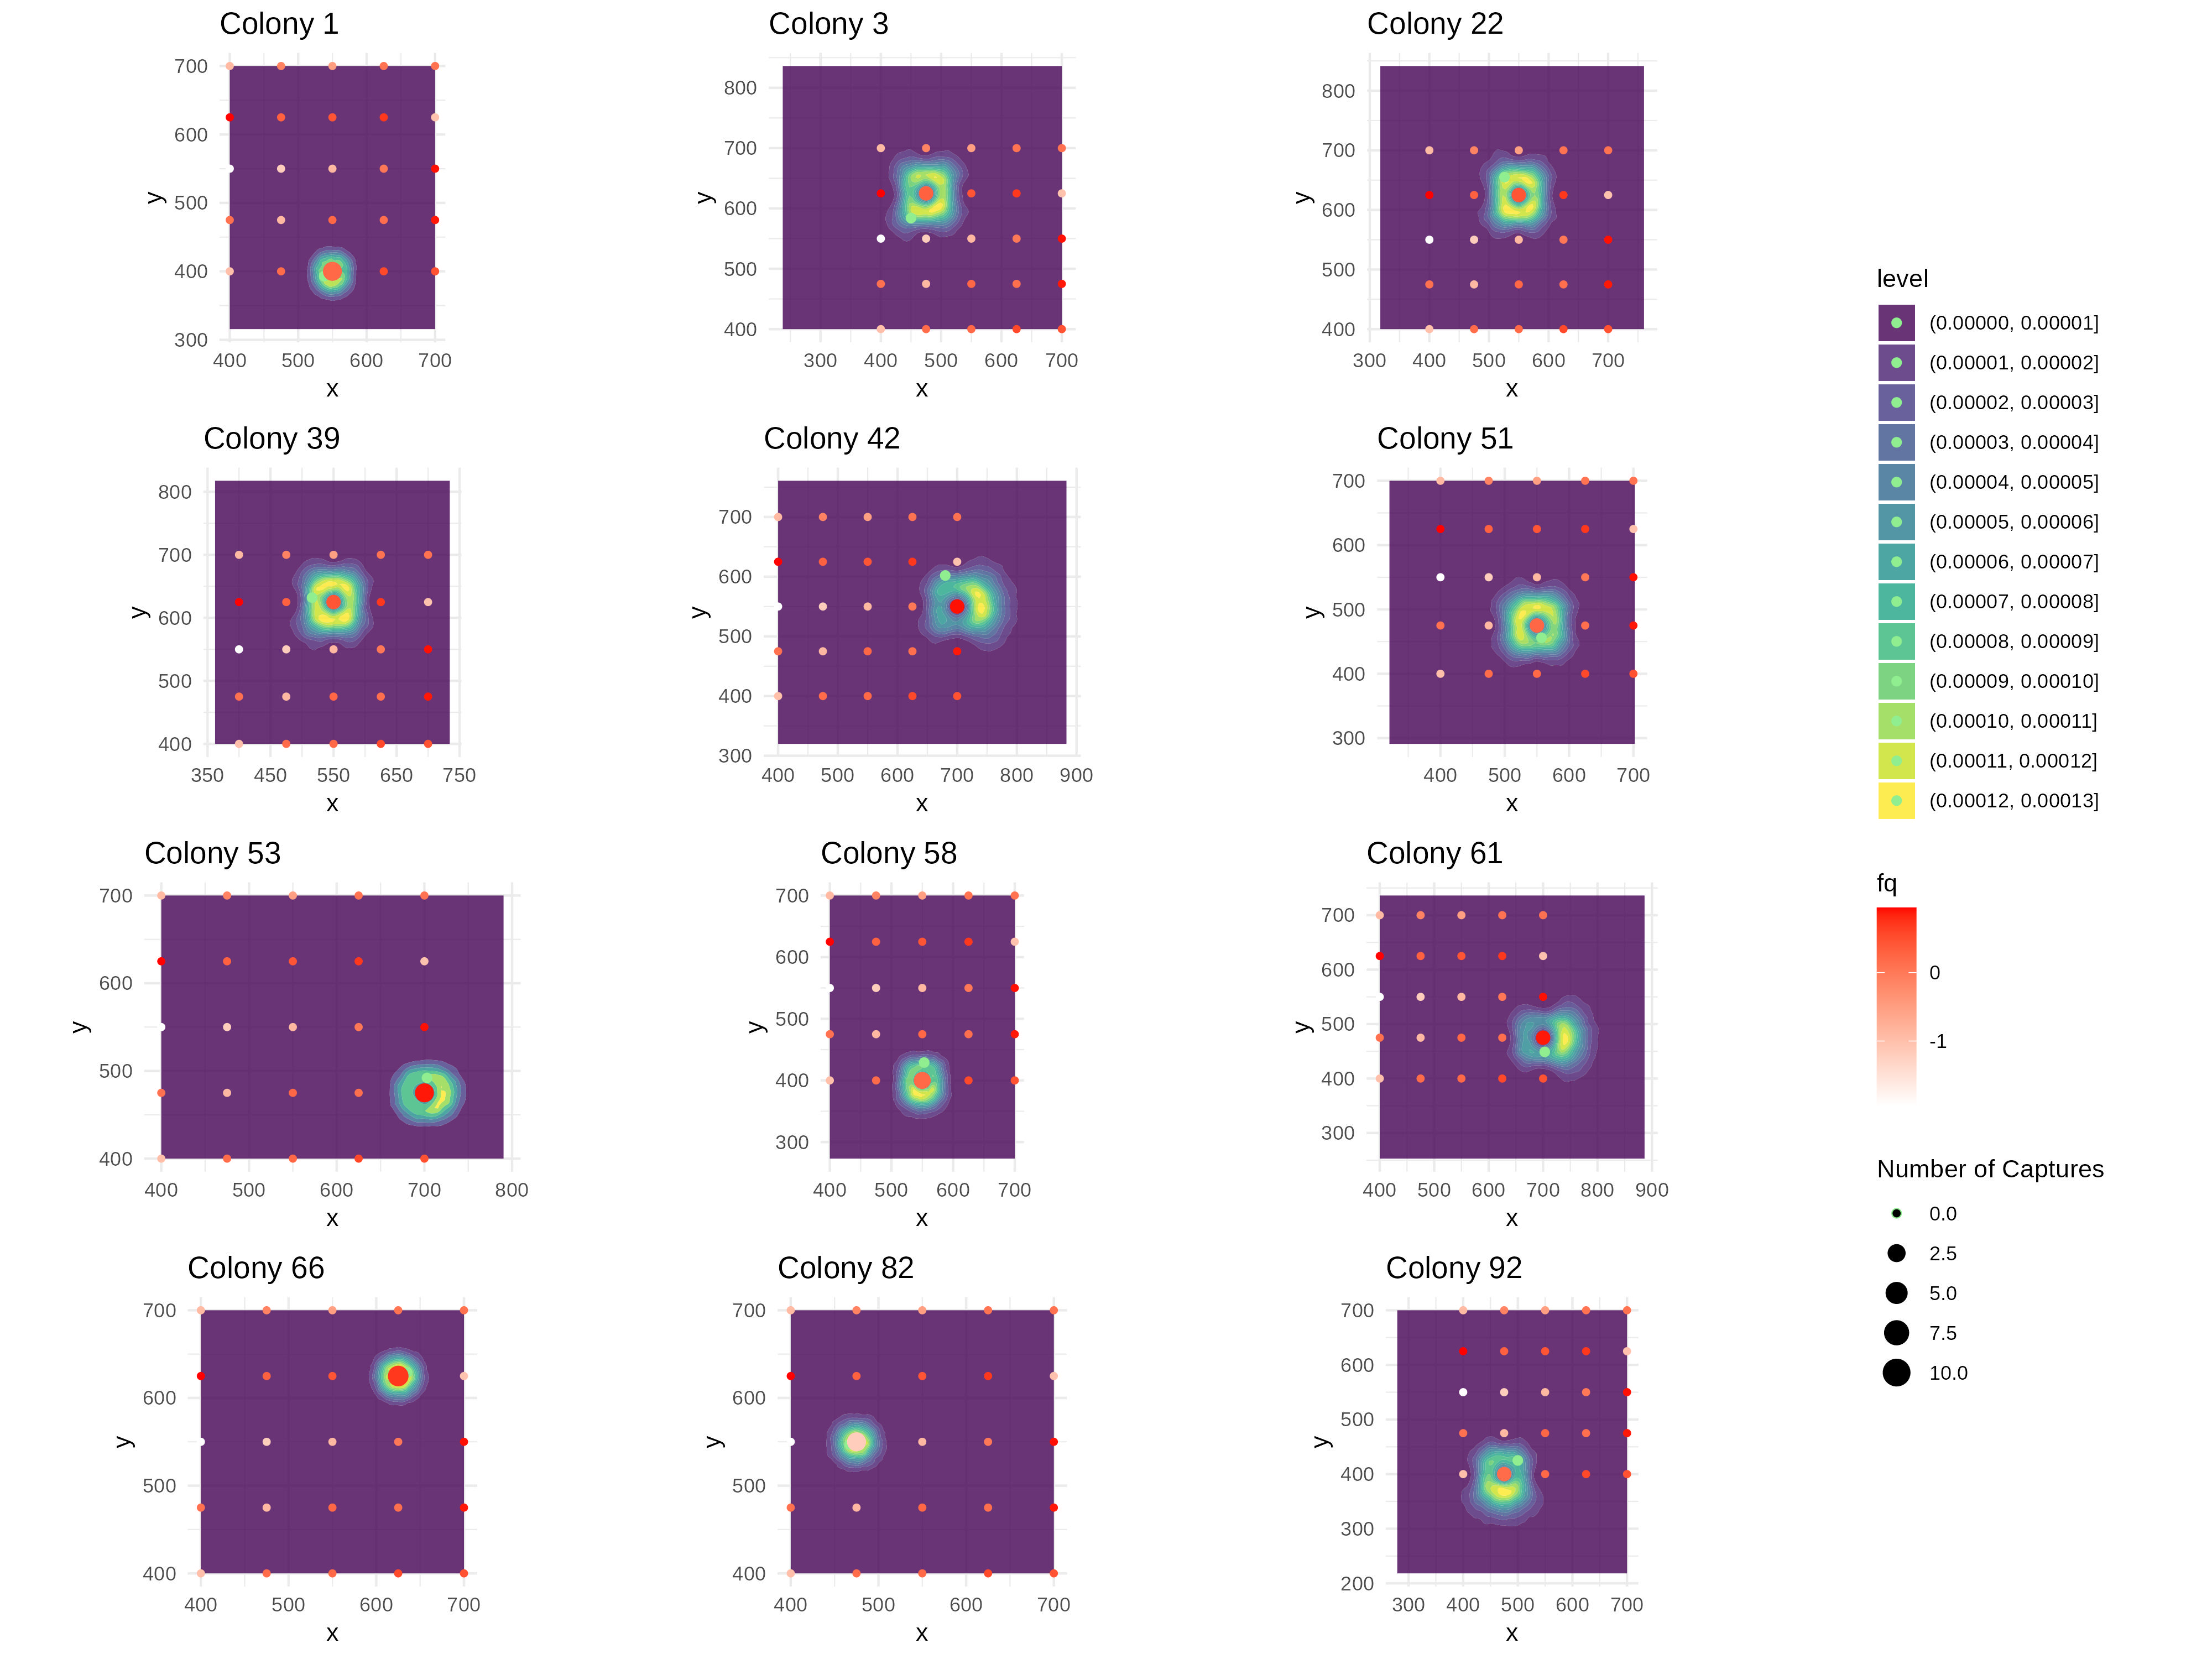 Colony 1
700
600
500
400
300
400 500 600 700
x
y
Colony 3
800
700
600
500
400
300 400 500 600 700
x
y
Colony 22
800
700
600
500
400
300 400 500 600 700
x
y
Colony 39
800
700
600
500
400
350 450 550 650 750
x
y
Colony 42
700
600
500
400
300
400 500 600 700 800 900
x
y
Colony 51
700
600
500
400
300
400 500 600 700
x
y
Colony 53
700
600
500
400
400 500 600 700 800
x
y
Colony 58
700
600
500
400
300
400 500 600 700
x
y
Colony 61
700
600
500
400
300
400 500 600 700 800 900
x
y
Colony 66
700
600
500
400
400 500 600 700
x
y
Colony 82
700
600
500
400
400 500 600 700
x
y
Colony 92
700
600
500
400
300
200
300 400 500 600 700
x
y
level
(0.00000, 0.00001]
(0.00001, 0.00002]
(0.00002, 0.00003]
(0.00003, 0.00004]
(0.00004, 0.00005]
(0.00005, 0.00006]
(0.00006, 0.00007]
(0.00007, 0.00008]
(0.00008, 0.00009]
(0.00009, 0.00010]
(0.00010, 0.00011]
(0.00011, 0.00012]
(0.00012, 0.00013]
fq
0
-1
Number of Captures
0.0
2.5
5.0
7.5
10.0